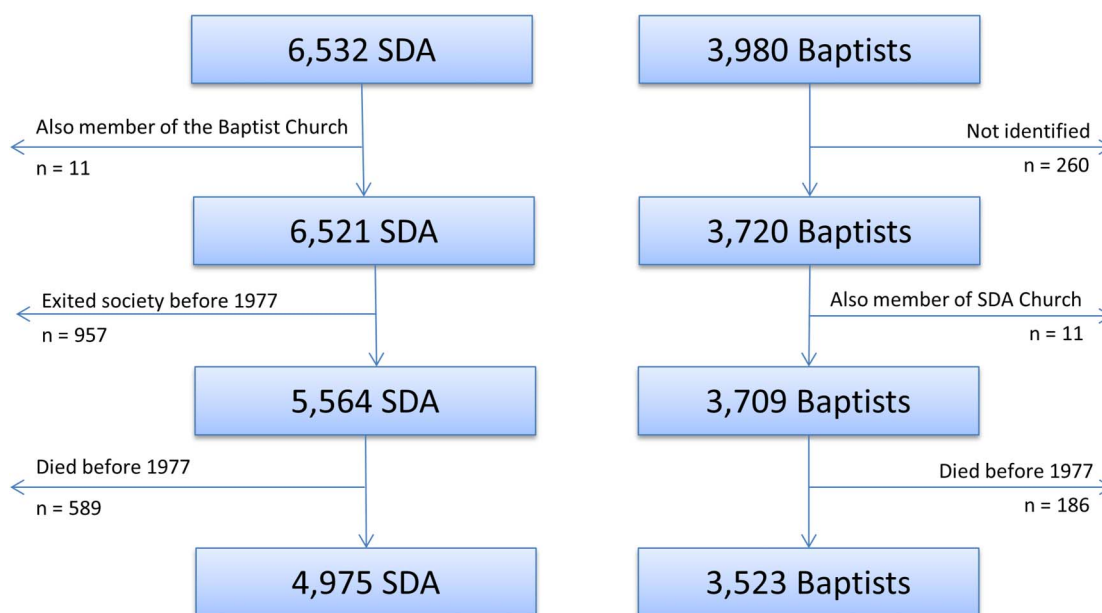 6,532 SDA
Also member of the Baptist Church
n = 11
6,521 SDA
Exited society before 1977
n = 957
5,564 SDA
Died before 1977
n = 589
4,975 SDA
3,980 Baptists
Not identified
n = 260
3,720 Baptists
Also member of SDA Church
n = 11
3,709 Baptists
Died before 1977
n = 186
3,523 Baptists